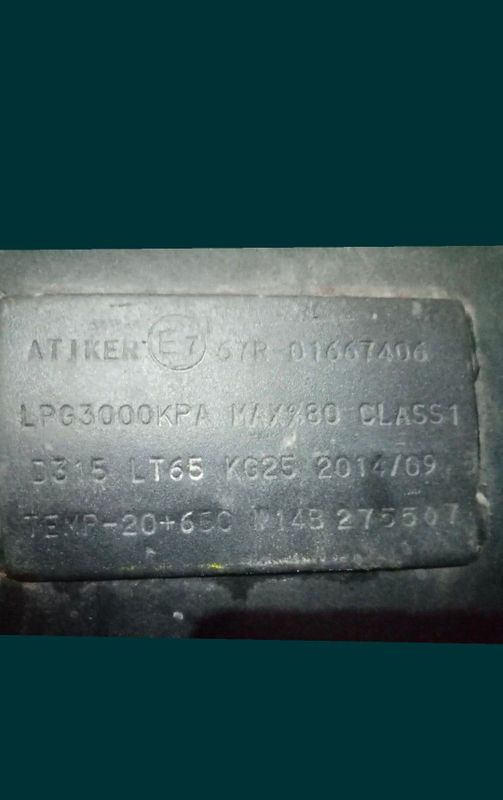 ATIKER E7 67R-01667406
LPG3000KPA MAX%80 CLASS1
D315 LT65 KG25 2014/09
TEMP-20+65C N14B 275507